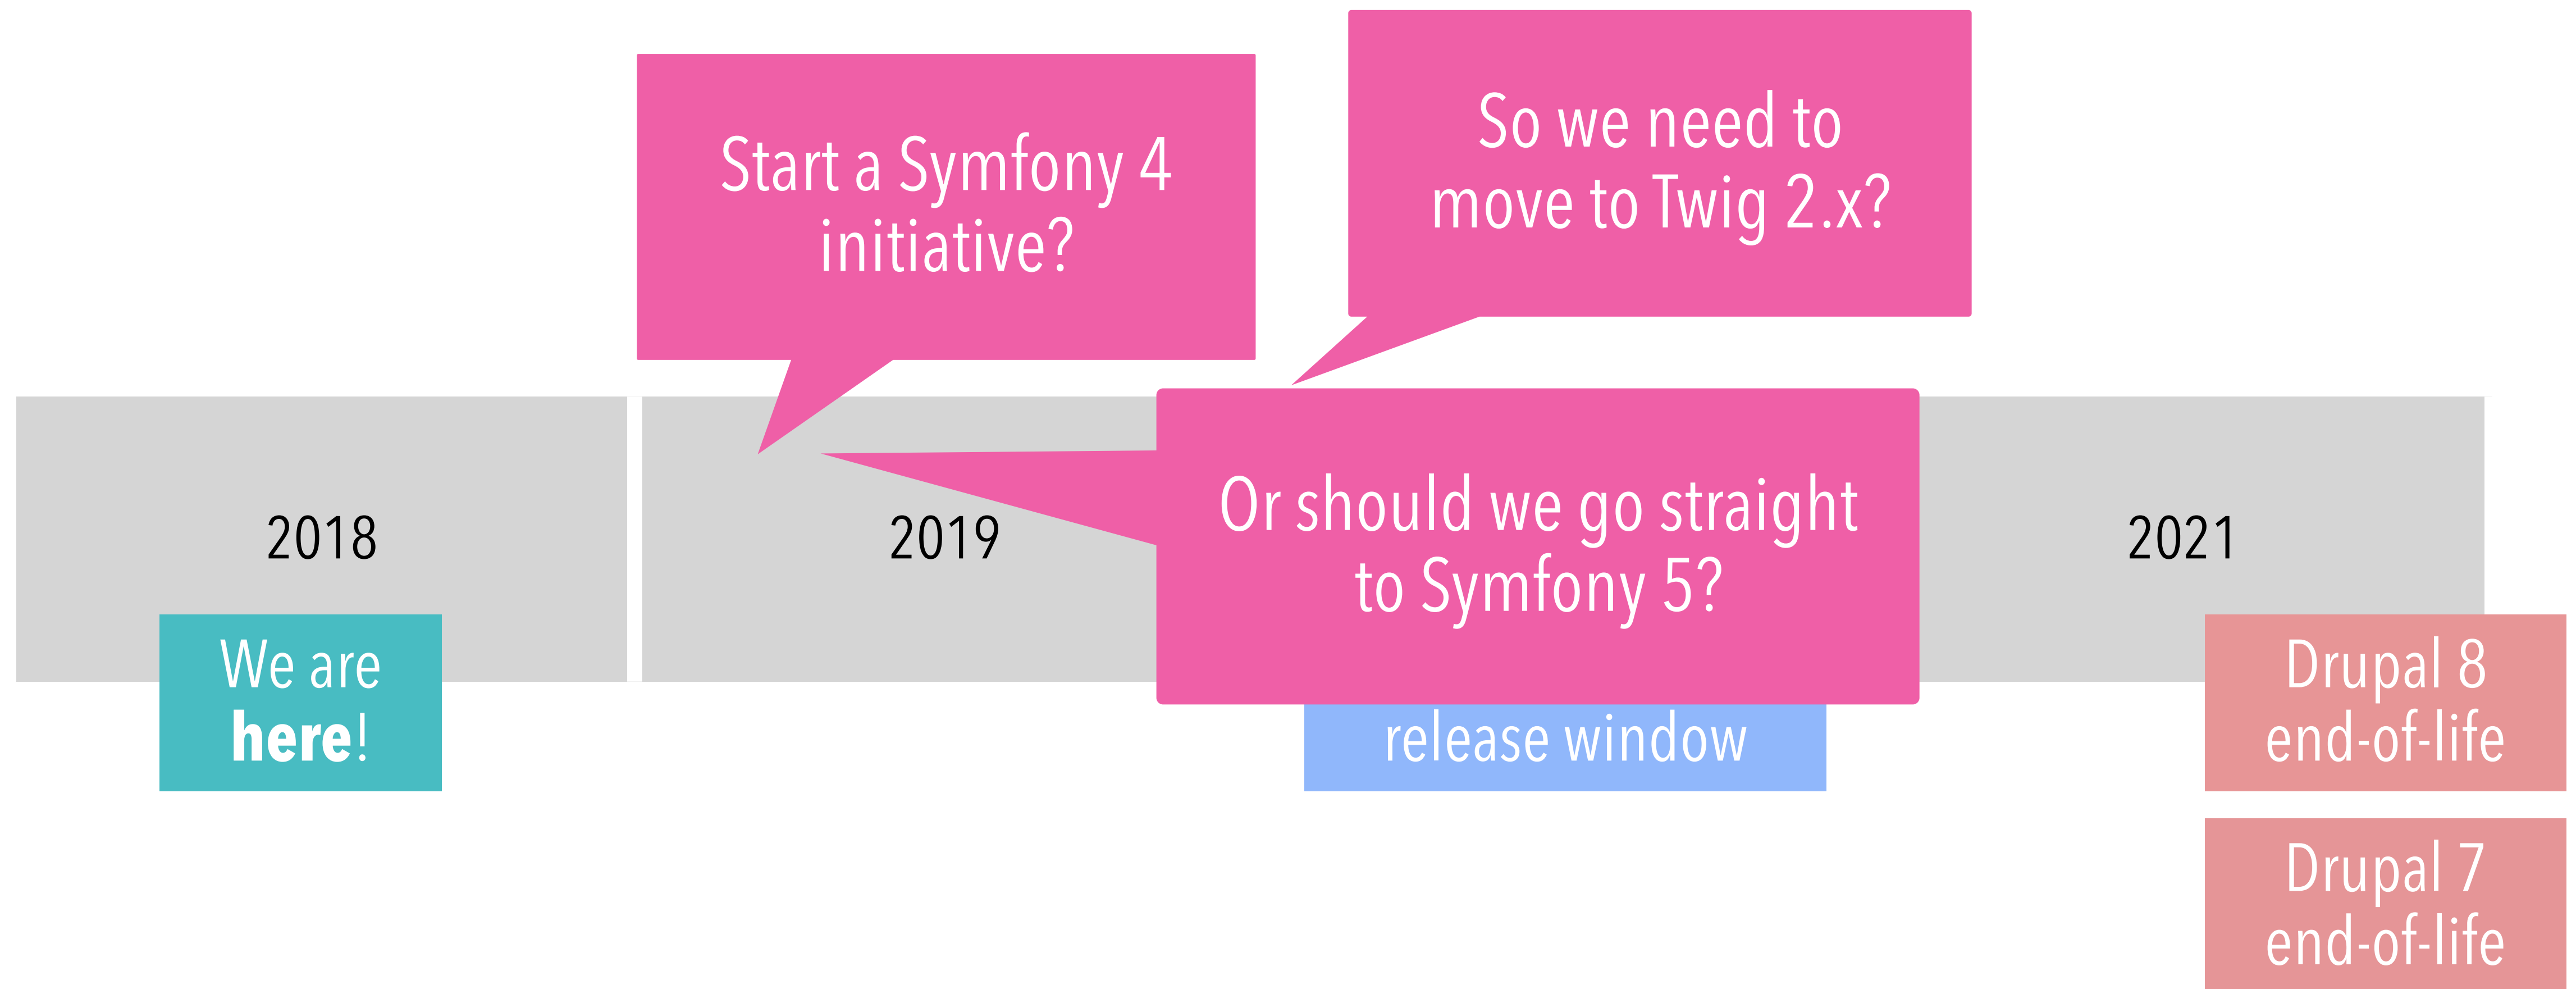 Start a Symfony 4
initiative?
So we need to
move to Twig 2.x?
Or should we go straight
to Symfony 5?
2018
2019
2021
We are
here!
release window
Drupal 8
end-of-life
Drupal 7
end-of-life